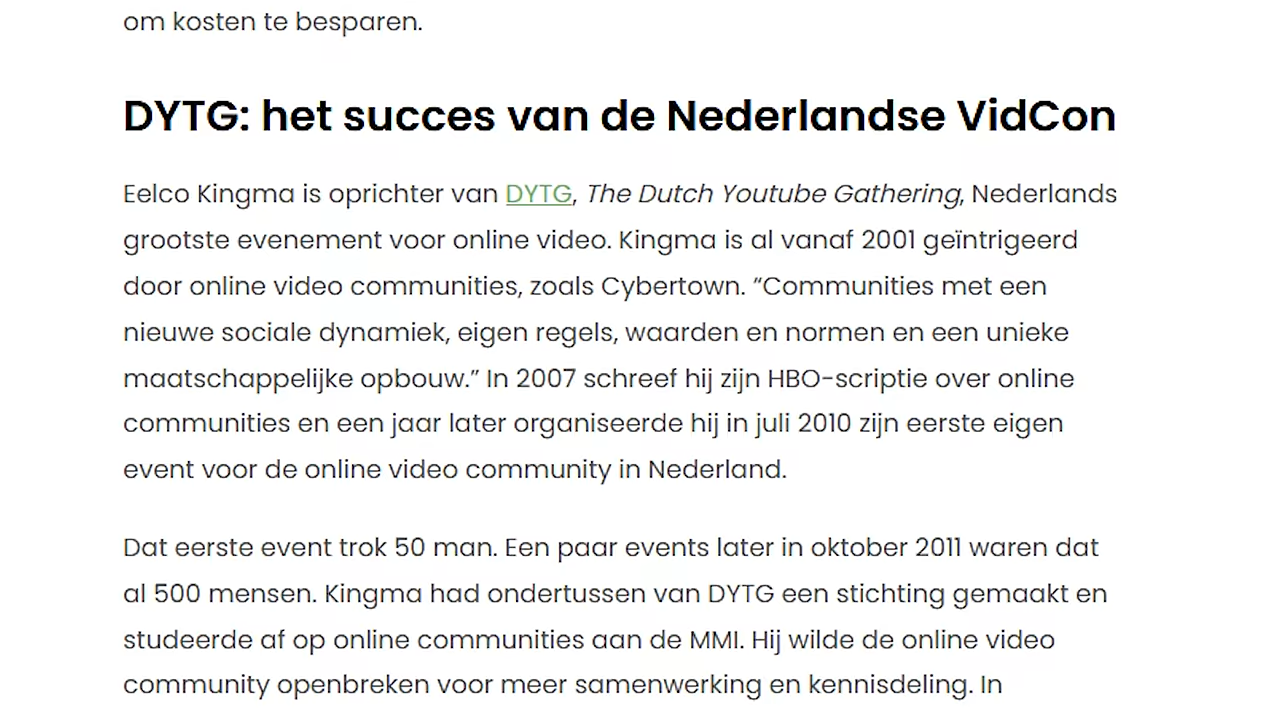 om kosten te besparen.
DYTG: het succes van de Nederlandse VidCon
Eelco Kingma is oprichter van DYTG, The Dutch Youtube Gathering, Nederlands
grootste evenement voor online video. Kingma is al vanaf 2001 geïntrigeerd
door online video communities, zoals Cybertown. “Communities met een
nieuwe sociale dynamiek, eigen regels, waarden en normen en een unieke
maatschappelijke opbouw.” In 2007 schreef hij zijn HBO-scriptie over online
communities en een jaar later organiseerde hij in juli 2010 zijn eerste eigen
event voor de online video community in Nederland.
Dat eerste event trok 50 man. Een paar events later in oktober 2011 waren dat
al 500 mensen. Kingma had ondertussen van DYTG een stichting gemaakt en
studeerde af op online communities aan de MMI. Hij wilde de online video
community openbreken voor meer samenwerking en kennisdeling. In